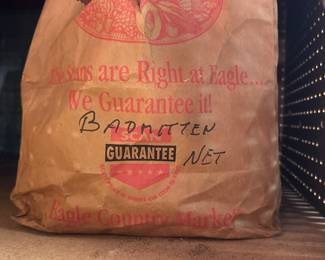 are Right at Eagle....
We Guarantee it!
BADMITTEN
GUARANTEE
NET
Eagle Country Market